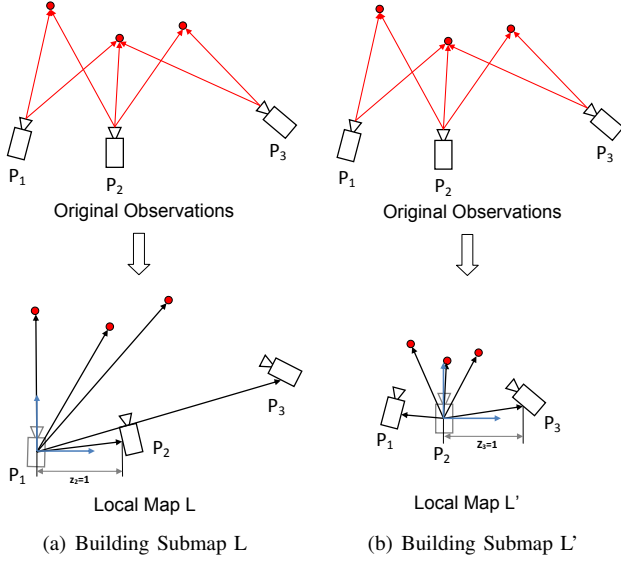 P1
P2
P3
Original Observations
P1
P2
P3
z2=1
Local Map L
(a) Building Submap L
P1
P2
P3
Original Observations
P1
P2
P3
z3=1
Local Map L’
(b) Building Submap L’